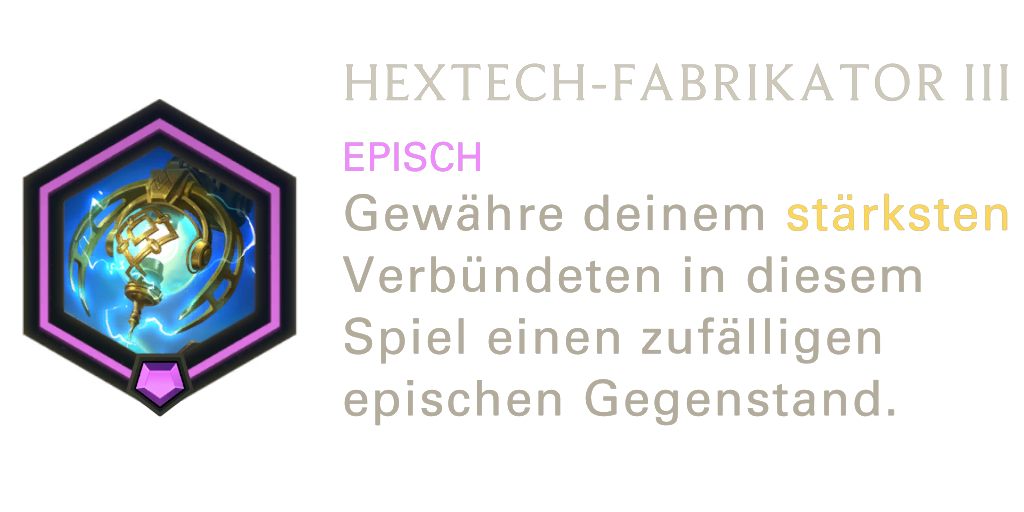 HEXTECH-FABRIKATOR III
EPISCH
Gewähre deinem stärksten
Verbündeten in diesem
Spiel einen zufälligen
epischen Gegenstand.